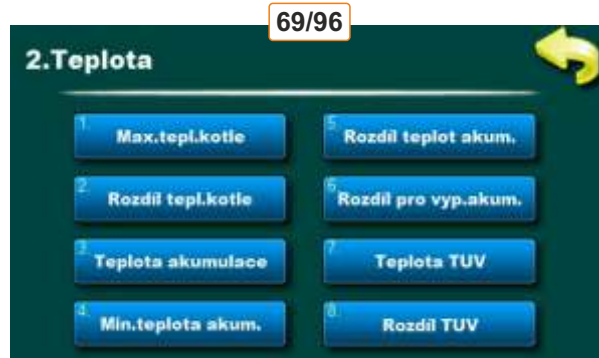 69/96
2.Teplota
1. Max.tepl.kotle
2. Rozdíl tepl.kotle
3. Teplota akumulace
4. Min.teplota akum.
5. Rozdíl teplot akum.
6. Rozdíl pro vyp.akum.
7. Teplota TUV
8. Rozdíl TUV